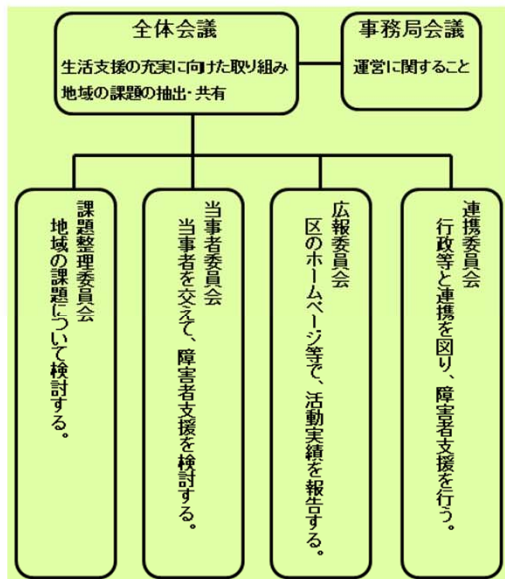 全体会議
生活支援の充実に向けた取り組み
地域の課題の抽出・共有
事務局会議
運営に関すること
課題整理委員会
地域の課題について検討する。
当事者委員会
当事者を交えて、障害者支援を検討する。
広報委員会
区のホームページ等で、活動実績を報告する。
連携委員会
行政等と連携を図り、障害者支援を行う。